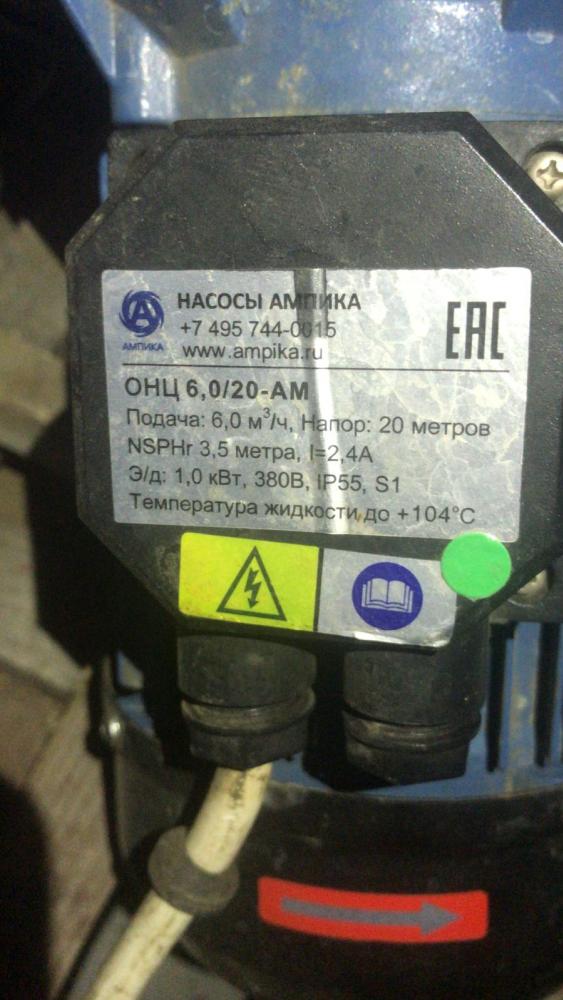 НАСОСЫ АМПИКА
+7 495 744-0015
АМПИКА
www.ampika.ru
ЕАС
ОНЦ 6,0/20-АМ
Подача: 6,0 м³/ч, Напор: 20 метров
NSPHr 3,5 метра, I=2,4А
Э/д: 1,0 кВт, 380В, IP55, S1
Температура жидкости до +104°С